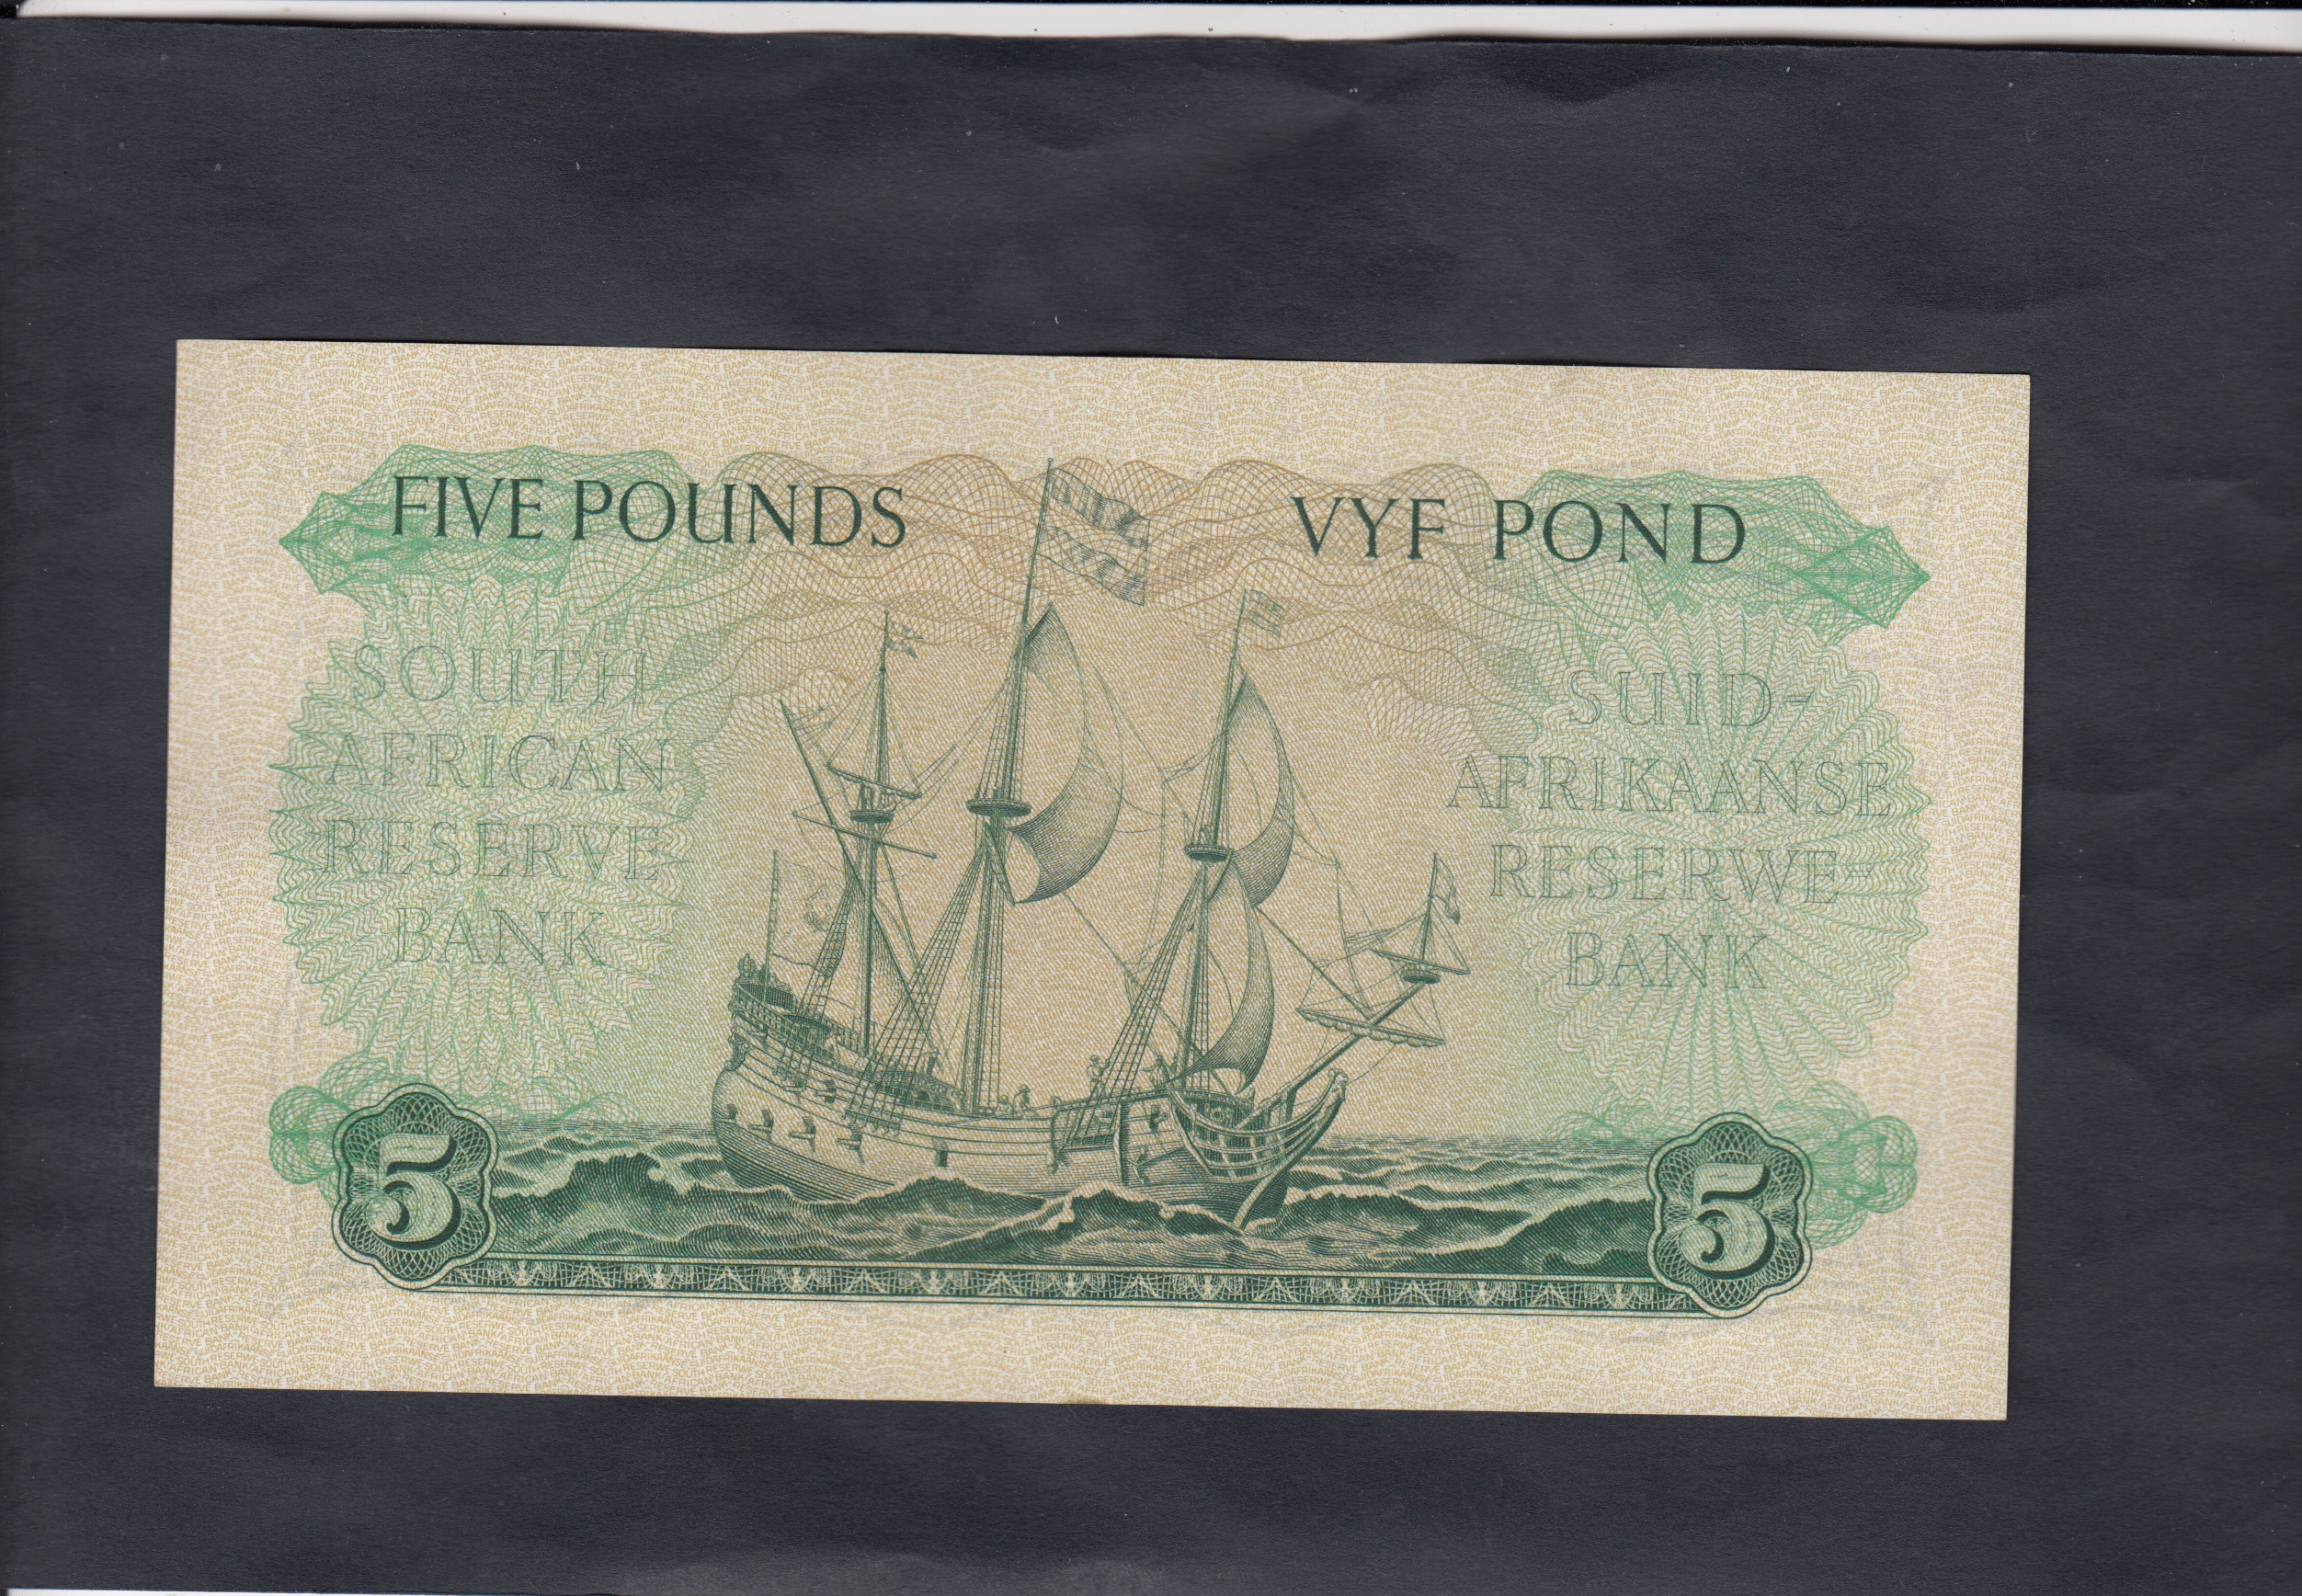 FIVE POUNDS
VYF POND
SOUTH
AFRICAN
RESERVE
BANK
SUID-
AFRIKAANSE
RESERWE-
BANK
5
5